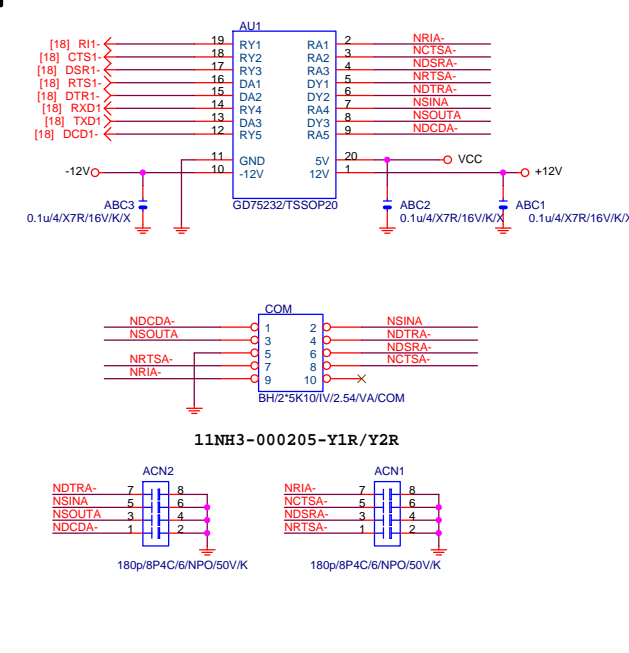 AU1
[18] RI1- 19 RY1 RA1 2 NRIA-
[18] CTS1- 18 RY2 RA2 3 NCTSA-
[18] DSR1- 17 RY3 RA3 4 NDSRA-
[18] RTS1- 16 DA1 DY1 5 NRTSA-
[18] DTR1- 15 DA2 DY2 6 NDTRA-
[18] RXD1 14 RY4 RA4 7 NSINA
[18] TXD1 13 DA3 DY3 8 NSOUTA
[18] DCD1- 12 RY5 RA5 9 NDCDA-
11 GND 5V 20 VCC
-12V 10 -12V 12V 1 +12V
ABC3 GD75232/TSSOP20 ABC2 ABC1
0.1u/4/X7R/16V/K/X 0.1u/4/X7R/16V/K/X 0.1u/4/X7R/16V/K/X
COM
NDCDA- 1 2 NSINA
NSOUTA 3 4 NDTRA-
5 6 NDSRA-
NRTSA- 7 8 NCTSA-
NRIA- 9 10
BH/2*5K10/IV/2.54/VA/COM
11NH3-000205-Y1R/Y2R
ACN2 ACN1
NDTRA- 7 8 NRIA- 7 8
NSINA 5 6 NCTSA- 5 6
NSOUTA 3 4 NDSRA- 3 4
NDCDA- 1 2 NRTSA- 1 2
180p/8P4C/6/NPO/50V/K 180p/8P4C/6/NPO/50V/K